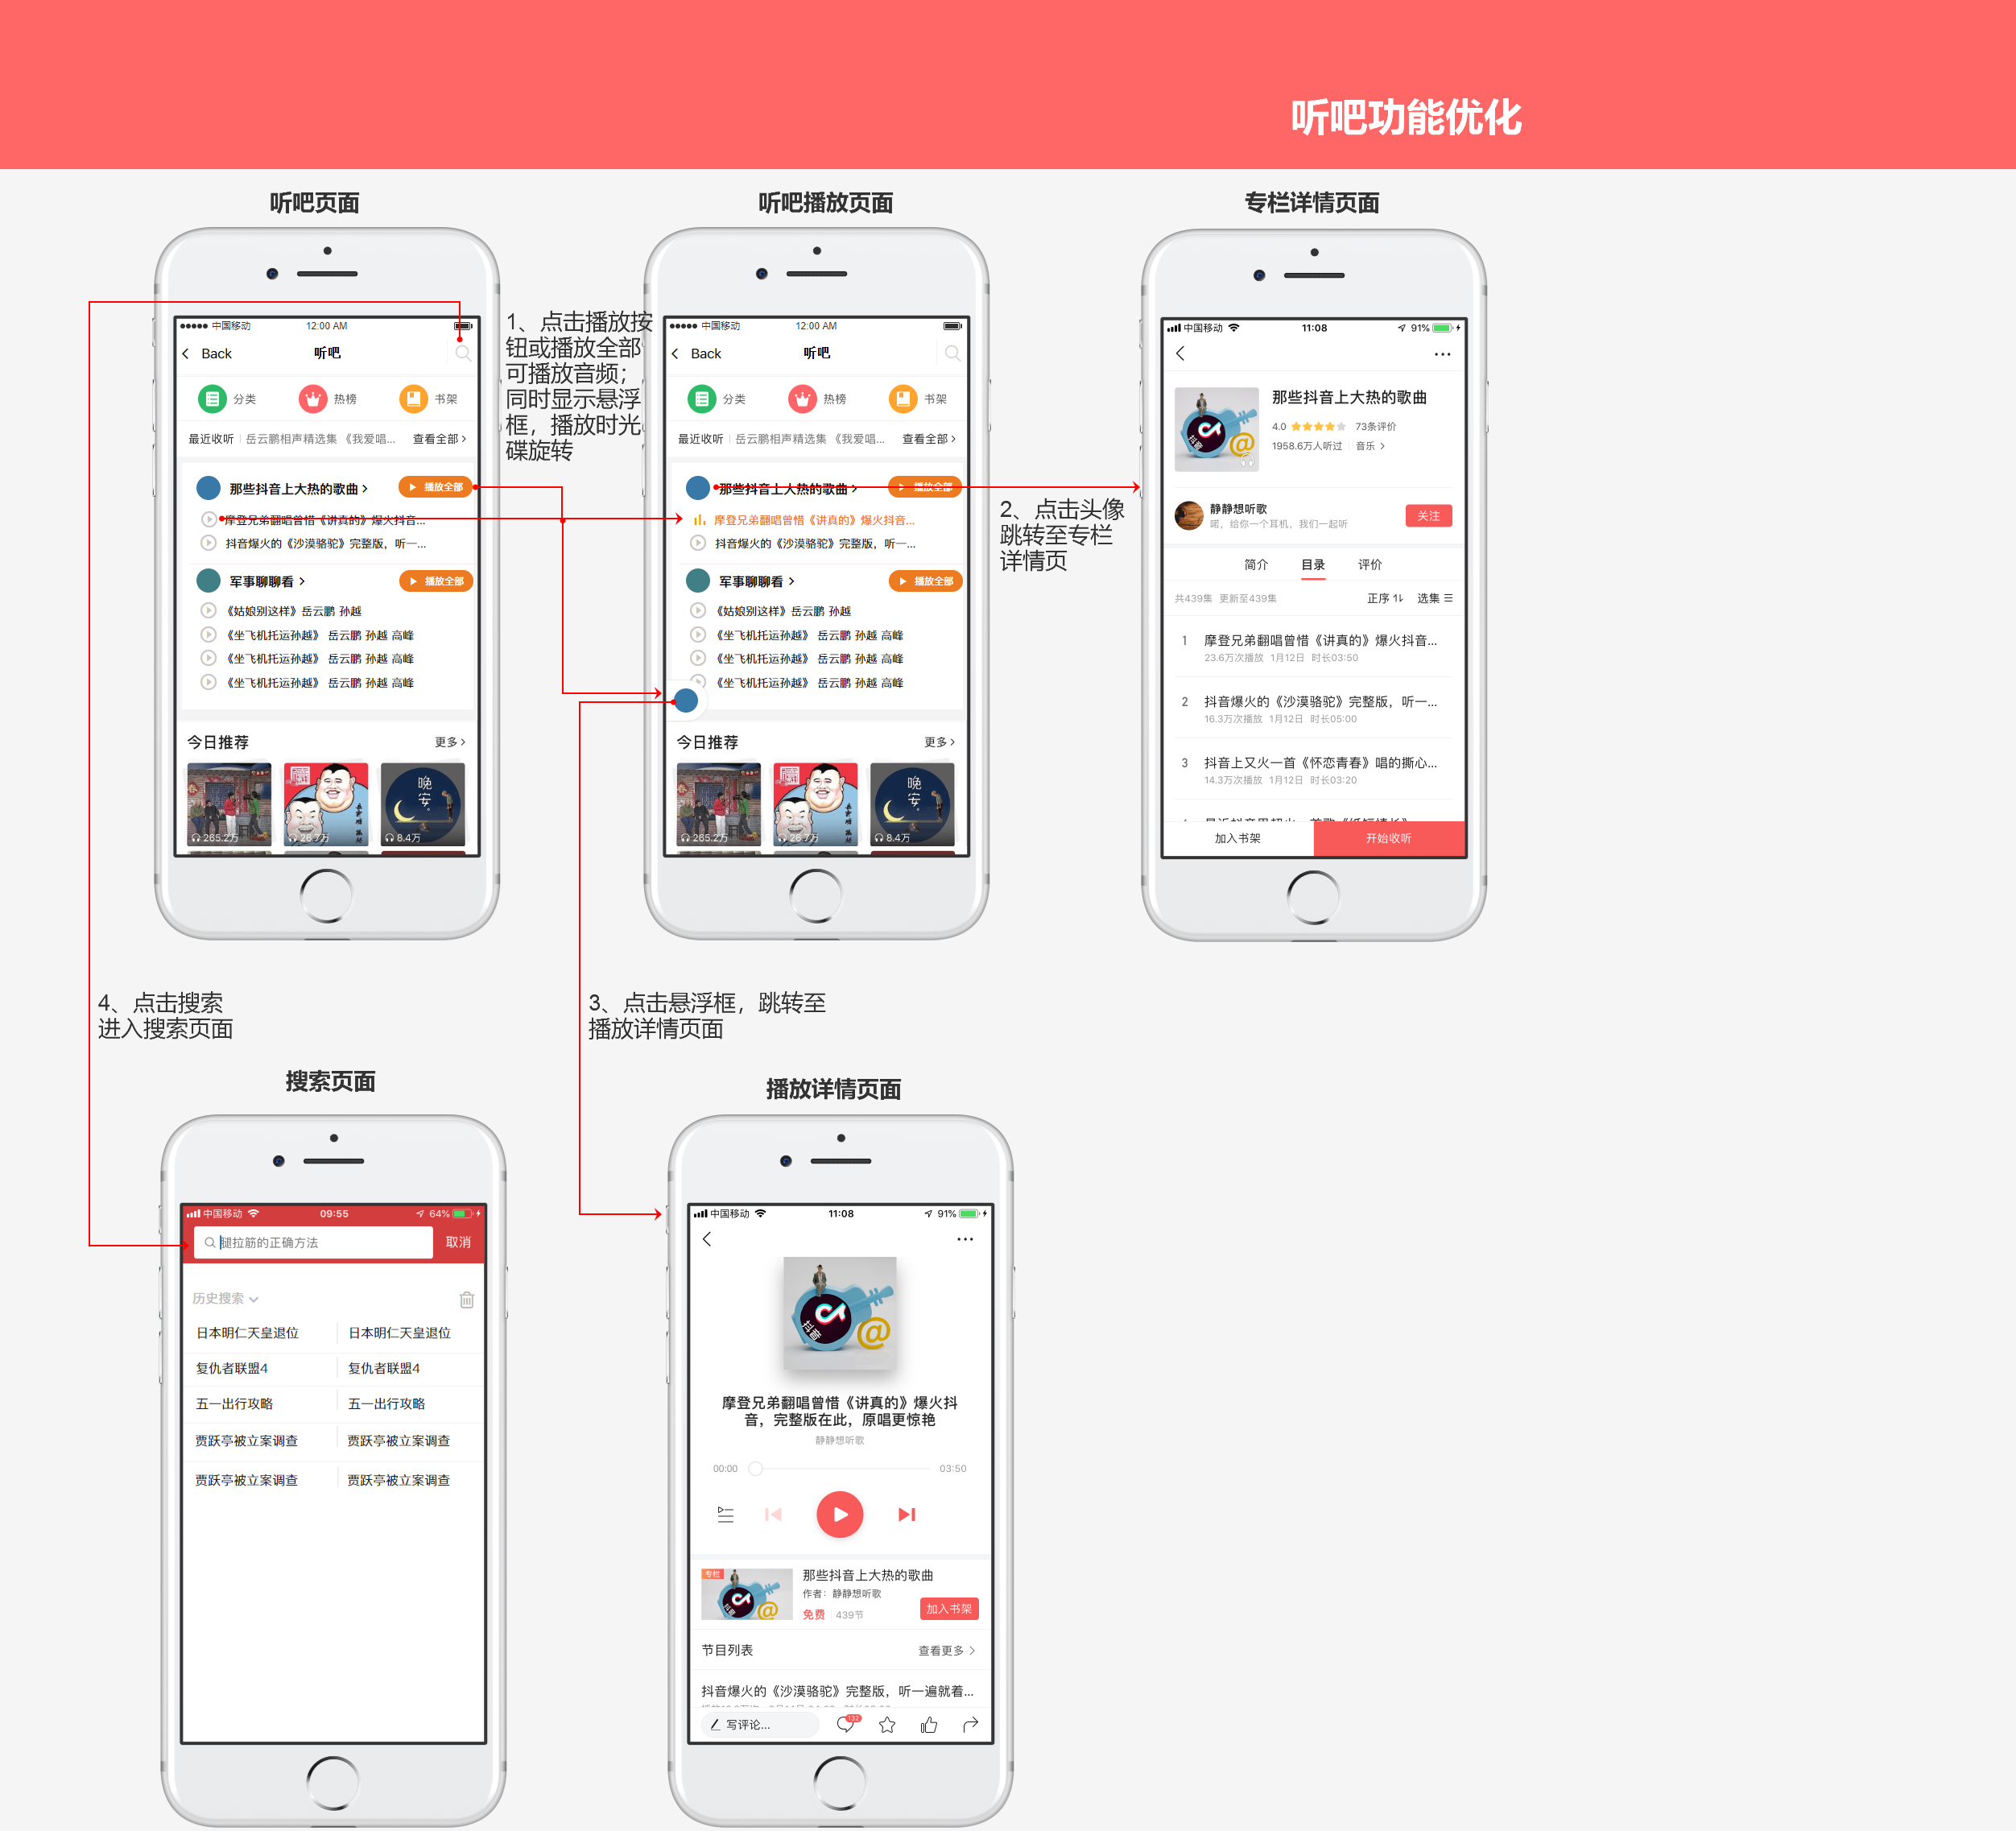 听吧功能优化
听吧页面
中国移动
12:00 AM
Back
听吧
分类
热榜
书架
最近收听
岳云鹏相声精选集 《我爱唱...
查看全部
那些抖音上大热的歌曲
播放全部
摩登兄弟翻唱曾惜《讲真的》爆火抖音...
抖音爆火的《沙漠骆驼》完整版，听一...
军事聊聊看
播放全部
《姑娘别这样》岳云鹏 孙越
《坐飞机托运孙越》 岳云鹏 孙越 高峰
《坐飞机托运孙越》 岳云鹏 孙越 高峰
《坐飞机托运孙越》 岳云鹏 孙越 高峰
今日推荐
更多
晚安。
265.2万
26.7万
8.4万
1、点击播放按
钮或播放全部
可播放音频；
同时显示悬浮
框，播放时光
碟旋转
听吧播放页面
中国移动
12:00 AM
Back
听吧
分类
热榜
书架
最近收听
岳云鹏相声精选集 《我爱唱...
查看全部
那些抖音上大热的歌曲
播放全部
摩登兄弟翻唱曾惜《讲真的》爆火抖音...
抖音爆火的《沙漠骆驼》完整版，听一...
军事聊聊看
播放全部
《姑娘别这样》岳云鹏 孙越
《坐飞机托运孙越》 岳云鹏 孙越 高峰
《坐飞机托运孙越》 岳云鹏 孙越 高峰
《坐飞机托运孙越》 岳云鹏 孙越 高峰
今日推荐
更多
晚安。
265.2万
26.7万
8.4万
2、点击头像
跳转至专栏
详情页
专栏详情页面
中国移动
11:08
91%
抖音
@
那些抖音上大热的歌曲
4.0
73条评价
1958.6万人听过
音乐
静静想听歌
喏，给你一个耳机，我们一起听
关注
简介
目录
评价
共439集 更新至439集
正序
选集
1 摩登兄弟翻唱曾惜《讲真的》爆火抖音...
23.6万次播放 1月12日 时长03:50
2 抖音爆火的《沙漠骆驼》完整版，听一...
16.3万次播放 1月12日 时长05:00
3 抖音上又火一首《怀恋青春》唱的撕心...
14.3万次播放 1月12日 时长03:20
加入书架
开始收听
4、点击搜索
进入搜索页面
3、点击悬浮框，跳转至
播放详情页面
搜索页面
中国移动
09:55
64%
腿拉筋的正确方法
取消
历史搜索
日本明仁天皇退位 日本明仁天皇退位
复仇者联盟4 复仇者联盟4
五一出行攻略 五一出行攻略
贾跃亭被立案调查 贾跃亭被立案调查
贾跃亭被立案调查 贾跃亭被立案调查
播放详情页面
中国移动
11:08
91%
抖音
@
摩登兄弟翻唱曾惜《讲真的》爆火抖
音，完整版在此，原唱更惊艳
静静想听歌
00:00
03:50
专栏
抖音
@
那些抖音上大热的歌曲
作者：静静想听歌
免费
439节
加入书架
节目列表
查看更多
抖音爆火的《沙漠骆驼》完整版，听一遍就着...
写评论...
132